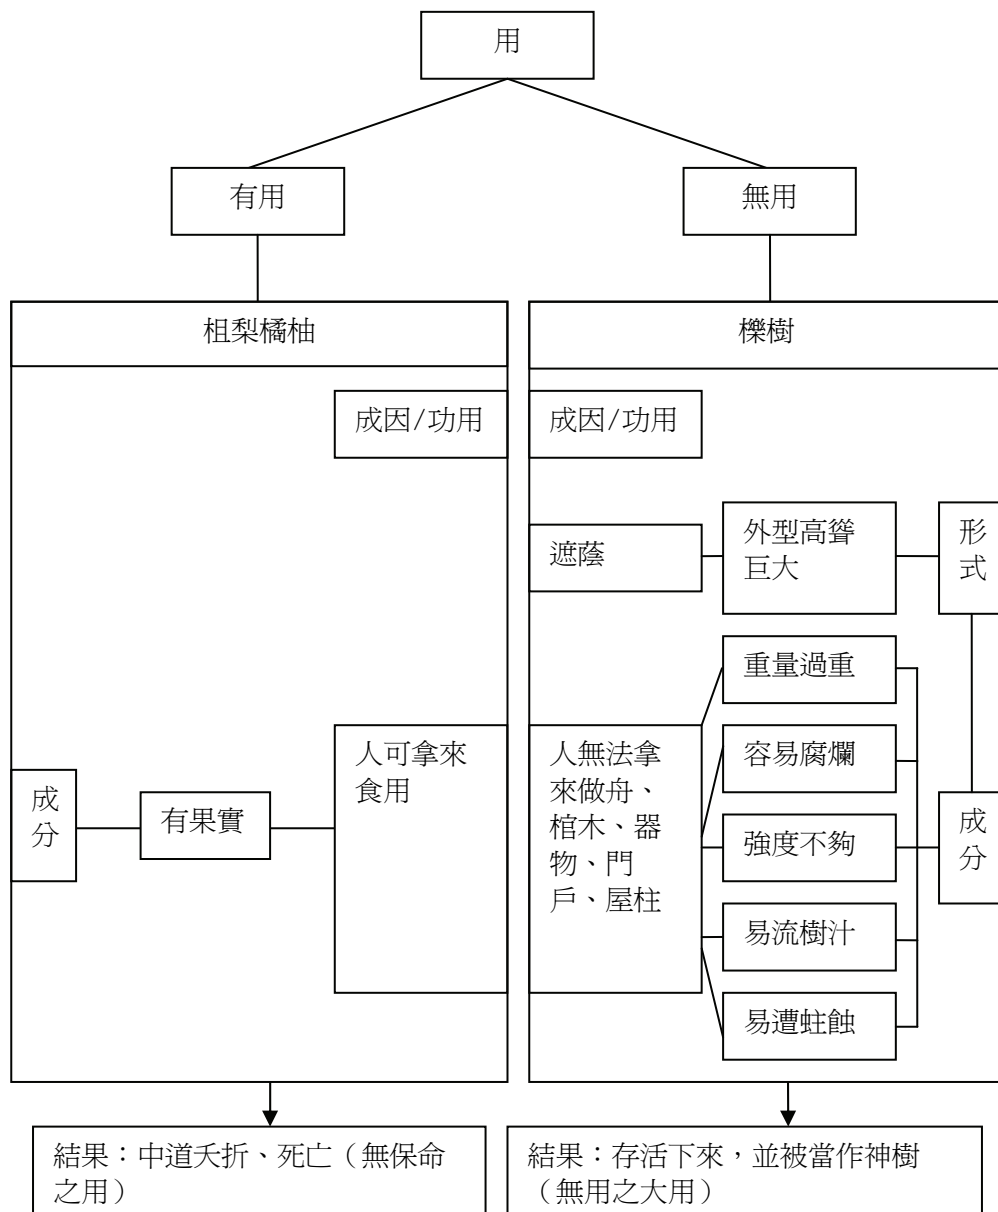 用
有用
無用
柤梨橘柚
櫟樹
成因/功用
成因/功用
遮蔭
外型高聳
巨大
形
式
重量過重
人可拿來
食用
人無法拿
來做舟、
棺木、器
物、門
戶、屋柱
容易腐爛
成
分
有果實
強度不夠
成
分
易流樹汁
易遭蛀蝕
結果：中道夭折、死亡（無保命
之用）
結果：存活下來，並被當作神樹
（無用之大用）